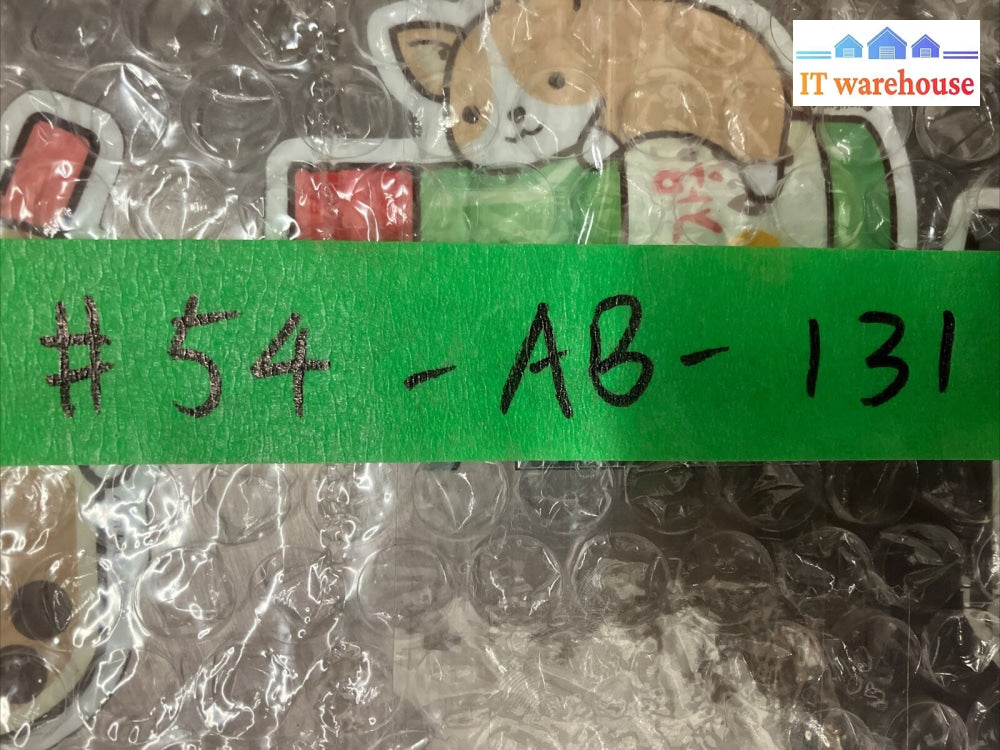 IT warehouse
#54 - AB - 131